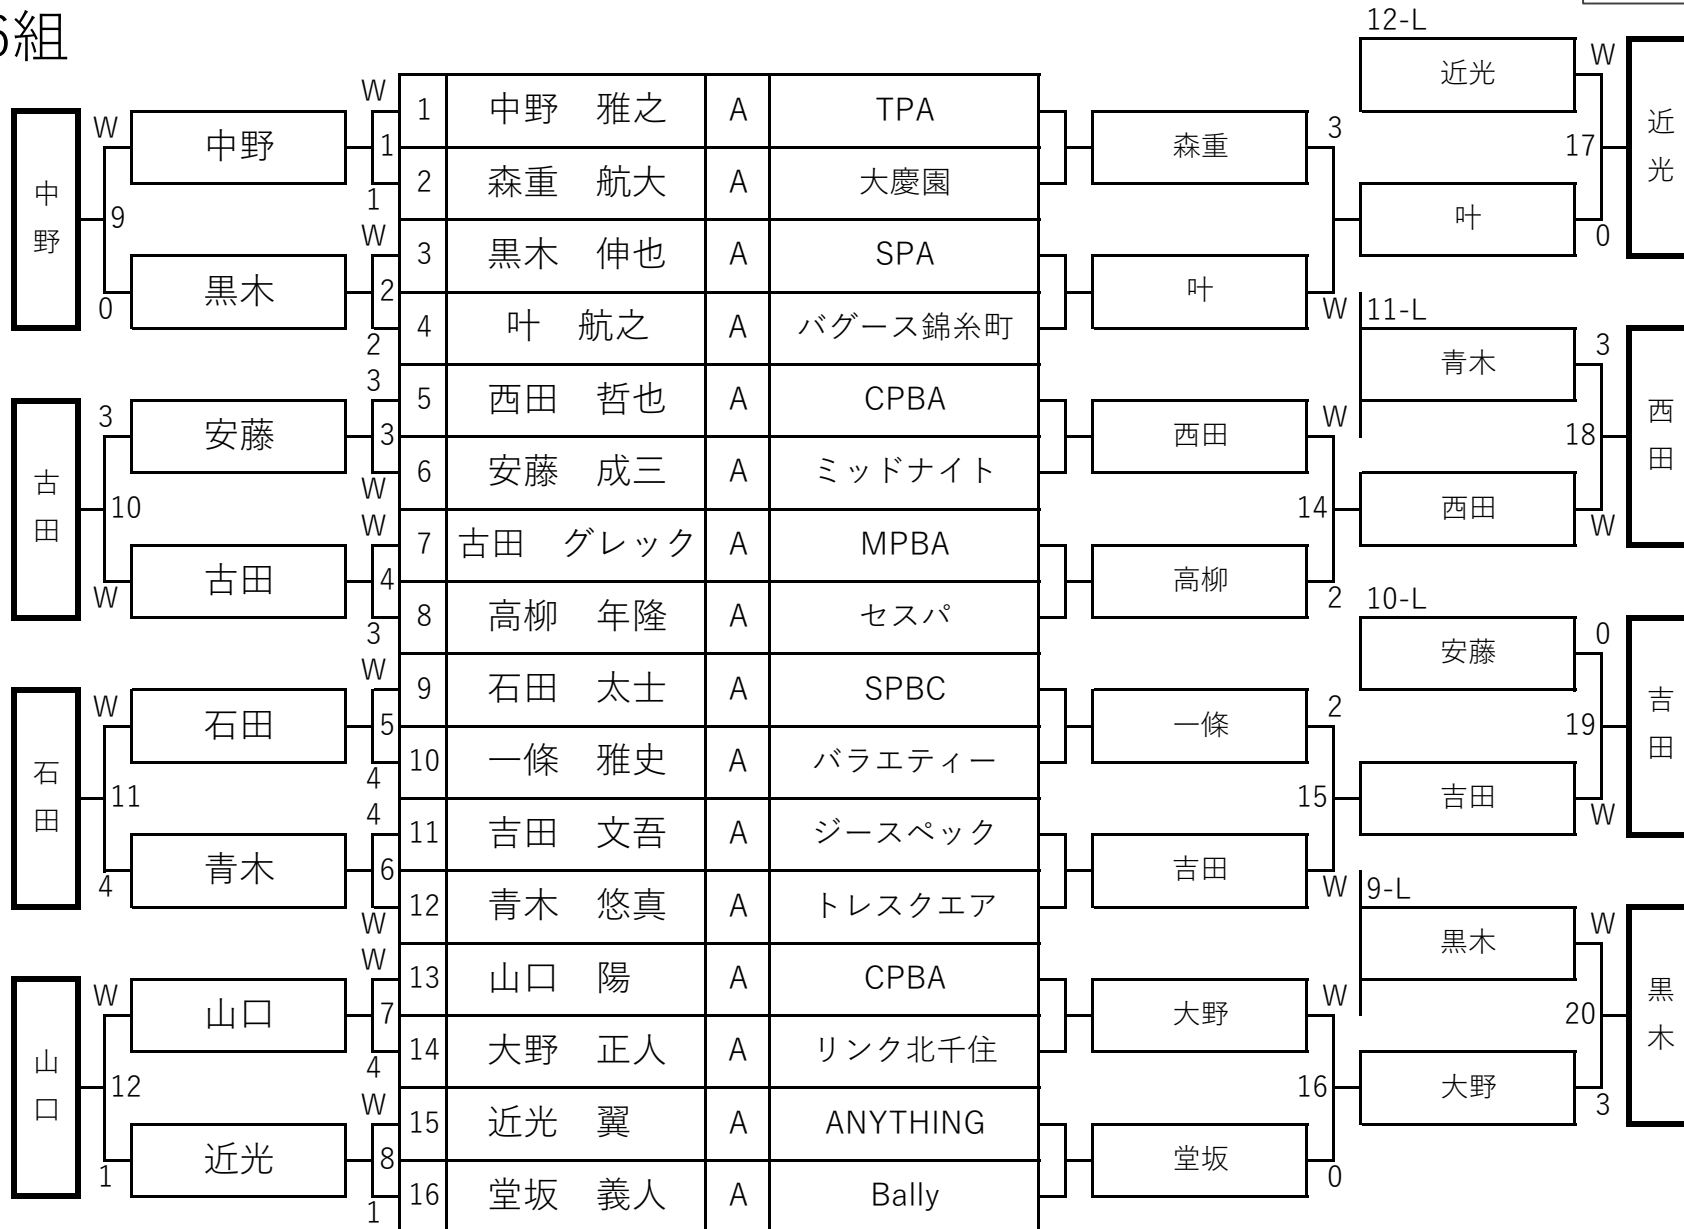 組
12-L
W
近光
近光
17
叶
0
W 1 中野 雅之 A TPA
W 中野 1
森重 3
2 森重 航大 A 大慶園
1
中野
9
W 3 黒木 伸也 A SPA
0 黒木 2
叶 W
4 叶 航之 A バグース錦糸町
2
11-L
青木 3
西田
18
西田 W
3 5 西田 哲也 A CPBA
3 安藤 3
西田 W
6 安藤 成三 A ミッドナイト
W
古田
10
14
W 7 古田 グレック A MPBA
W 古田 4
高柳 2
8 高柳 年隆 A セスパ
3
10-L
安藤 0
吉田
19
吉田 W
W 9 石田 太士 A SPBC
W 石田 5
一條 2
10 一條 雅史 A バラエティー
4
石田
11
15
4 11 吉田 文吾 A ジースペック
4 青木 6
吉田 W
12 青木 悠真 A トレスクエア
W
9-L
黒木 W
黒木
20
大野 3
W 13 山口 陽 A CPBA
W 山口 7
大野 W
14 大野 正人 A リンク北千住
4
山口
12
16
W 15 近光 翼 A ANYTHING
1 近光 8
堂坂 0
16 堂坂 義人 A Bally
1